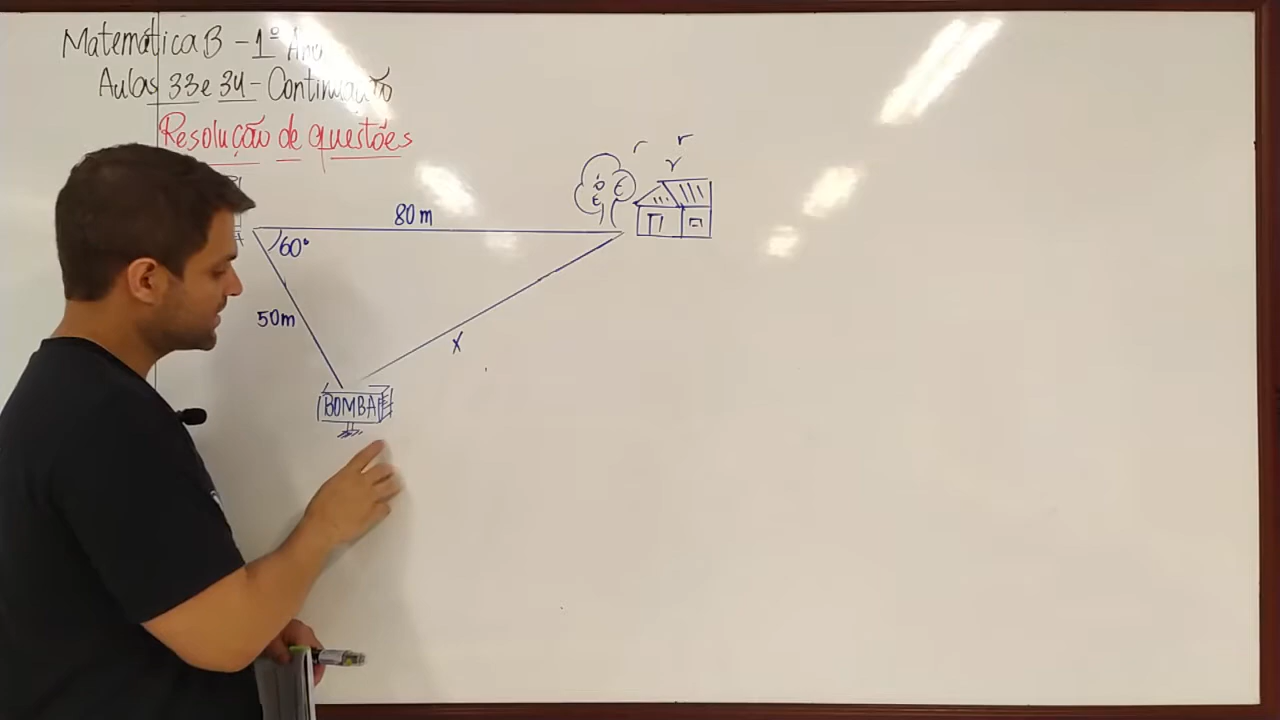 Matemática B - 1º Ano
Aulas 33 e 34 - Continuação
Resolução de questões
80 m
60°
50m
x
BOMBA